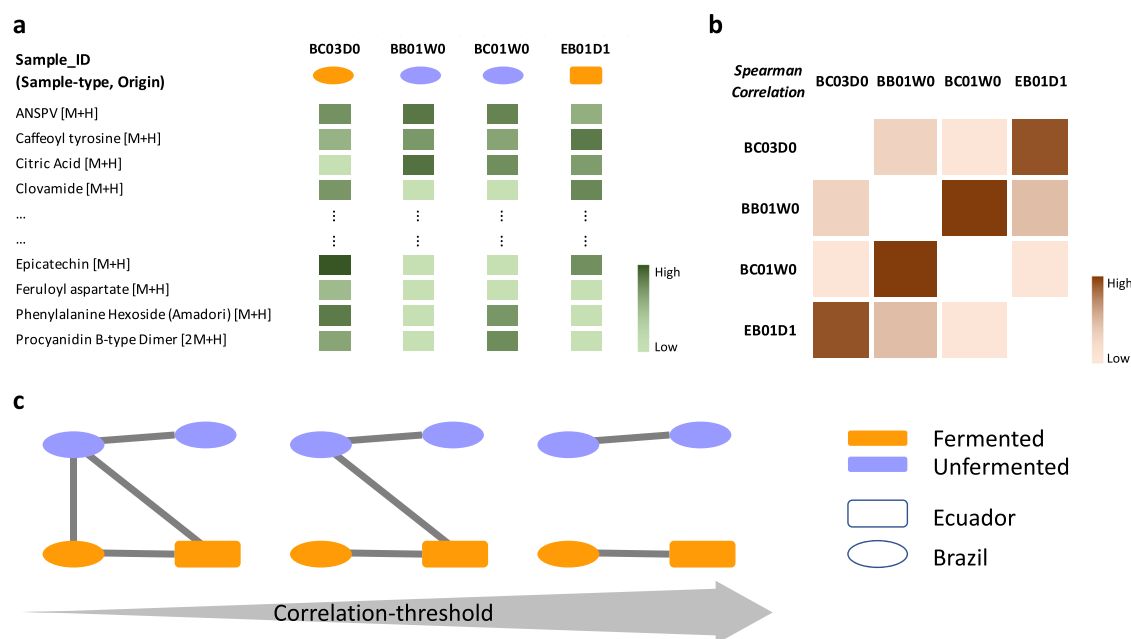 a
Sample_ID
(Sample-type, Origin)
BC03D0 BB01W0 BC01W0 EB01D1
ANSPV [M+H]
Caffeoyl tyrosine [M+H]
Citric Acid [M+H]
Clovamide [M+H]
...
...
Epicatechin [M+H]
Feruloyl aspartate [M+H]
Phenylalanine Hexoside (Amadori) [M+H]
Procyanidin B-type Dimer [2M+H]
High
Low
b
Spearman
Correlation
BC03D0 BB01W0 BC01W0 EB01D1
BC03D0
BB01W0
BC01W0
EB01D1
High
Low
c
Correlation-threshold
Fermented
Unfermented
Ecuador
Brazil